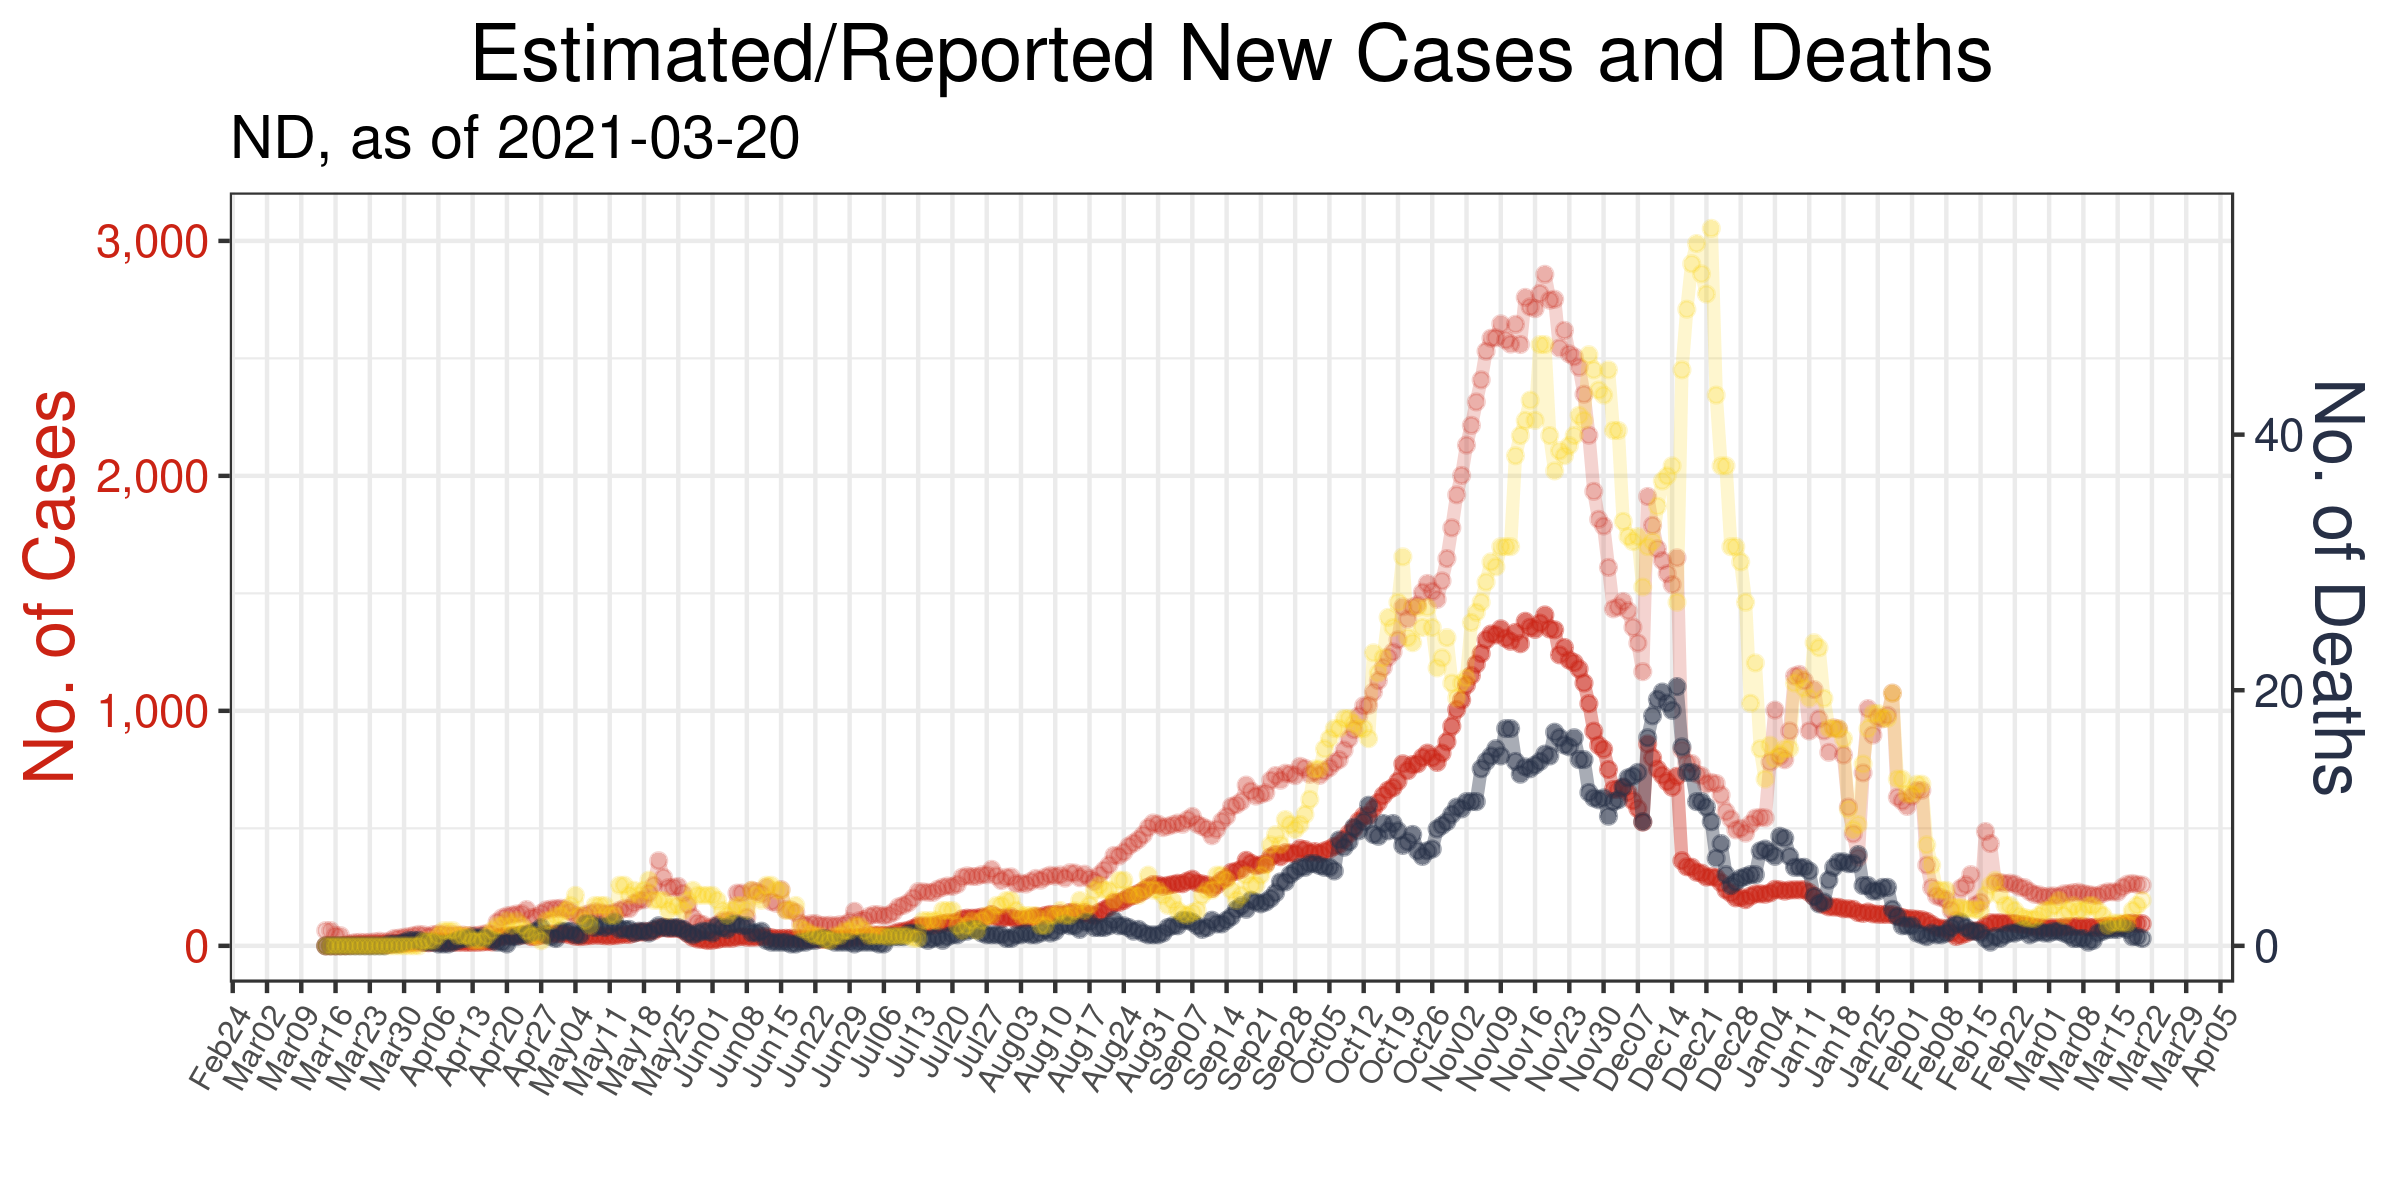 Estimated/Reported New Cases and Deaths
ND, as of 2021-03-20
No. of Cases
3,000
2,000
1,000
0
40
20
0
No. of Deaths
Feb24
Mar02
Mar09
Mar16
Mar23
Mar30
Apr06
Apr13
Apr20
Apr27
May04
May11
May18
May25
Jun01
Jun08
Jun15
Jun22
Jun29
Jul06
Jul13
Jul20
Jul27
Aug03
Aug10
Aug17
Aug24
Aug31
Sep07
Sep14
Sep21
Sep28
Oct05
Oct12
Oct19
Oct26
Nov02
Nov09
Nov16
Nov23
Nov30
Dec07
Dec14
Dec21
Dec28
Jan04
Jan11
Jan18
Jan25
Feb01
Feb08
Feb15
Feb22
Mar01
Mar08
Mar15
Mar22
Mar29
Apr05